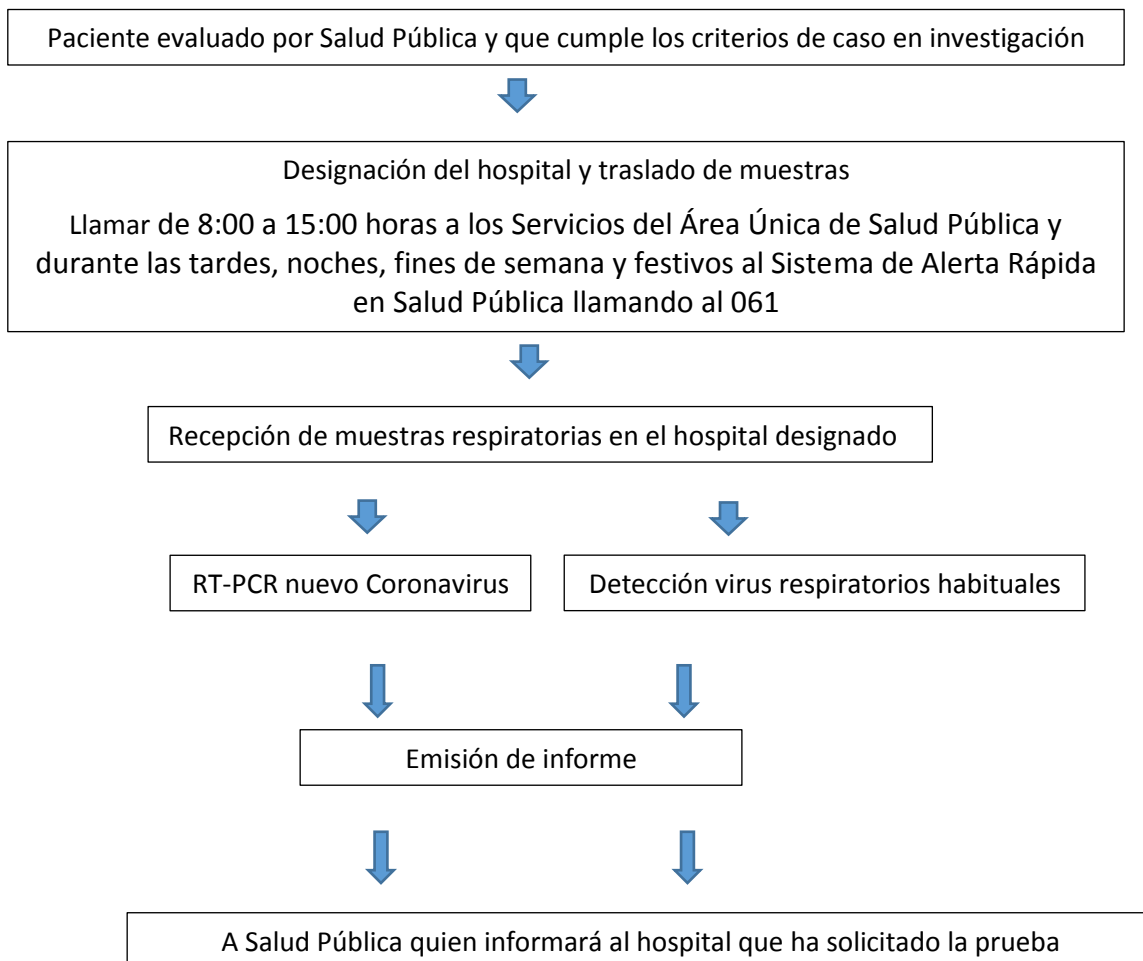 Paciente evaluado por Salud Pública y que cumple los criterios de caso en investigación
Designación del hospital y traslado de muestras
Llamar de 8:00 a 15:00 horas a los Servicios del Área Única de Salud Pública y
durante las tardes, noches, fines de semana y festivos al Sistema de Alerta Rápida
en Salud Pública llamando al 061
Recepción de muestras respiratorias en el hospital designado
RT-PCR nuevo Coronavirus
Detección virus respiratorios habituales
Emisión de informe
A Salud Pública quien informará al hospital que ha solicitado la prueba